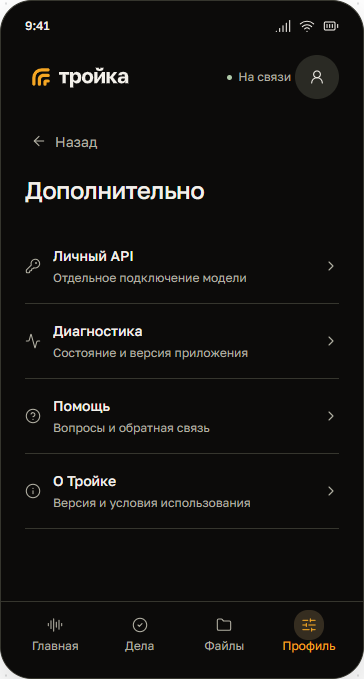 9:41
тройка
На связи
Назад
Дополнительно
Личный API
Отдельное подключение модели
Диагностика
Состояние и версия приложения
Помощь
Вопросы и обратная связь
О Тройке
Версия и условия использования
Главная
Дела
Файлы
Профиль